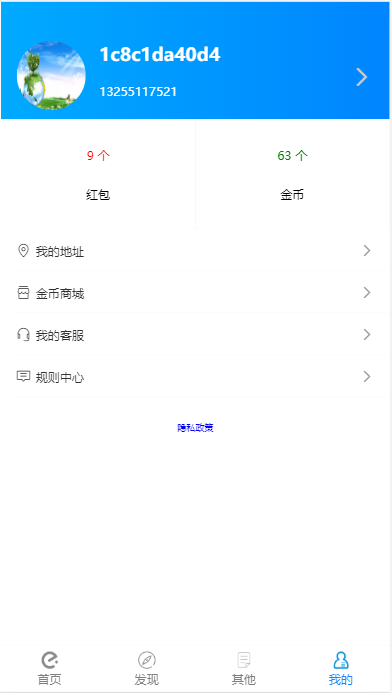 1c8c1da40d4
13255117521
9 个
63 个
红包
金币
我的地址
金币商城
我的客服
规则中心
隐私政策
首页
发现
其他
我的